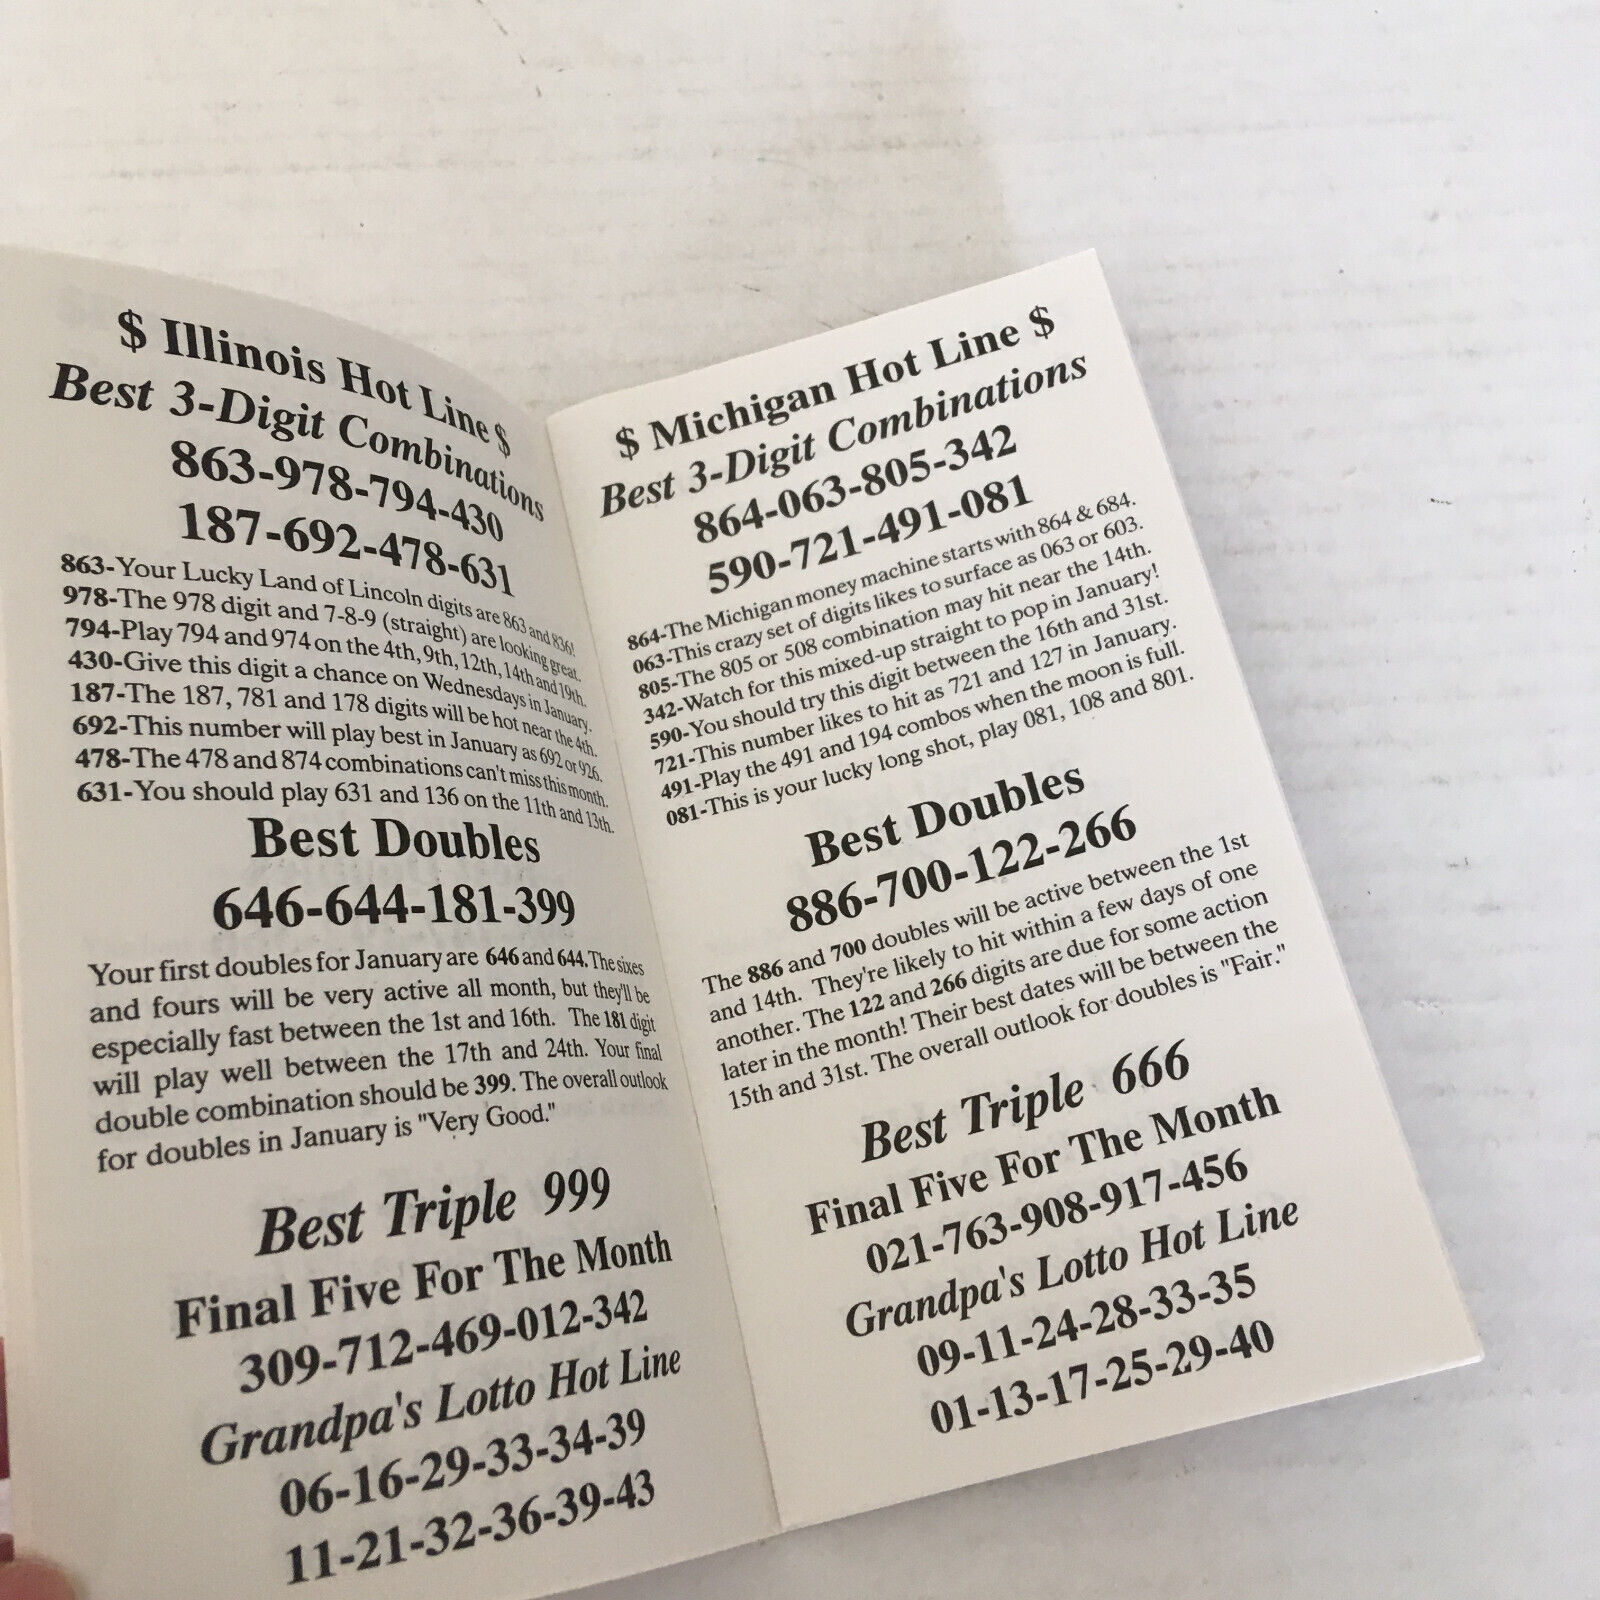 $ Illinois Hot Line $
Best 3-Digit Combinations
863-978-794-430
187-692-478-631
863-Your Lucky Land of Lincoln digits are 863 and 836!
978-The 978 digit and 7-8-9 (straight) are looking great.
794-Play 794 and 974 on the 4th, 9th, 12th, 14th and 19th.
430-Give this digit a chance on Wednesdays in January.
187-The 187, 781 and 178 digits will be hot near the 4th.
692-This number will play best in January as 692 or 926.
478-The 478 and 874 combinations can't miss this month.
631-You should play 631 and 136 on the 11th and 13th.
Best Doubles
646-644-181-399
Your first doubles for January are 646 and 644. The sixes
and fours will be very active all month, but they'll be
especially fast between the 1st and 16th. The 181 digit
will play well between the 17th and 24th. Your final
double combination should be 399. The overall outlook
for doubles in January is "Very Good."
Best Triple 999
Final Five For The Month
309-712-469-012-342
Grandpa's Lotto Hot Line
06-16-29-33-34-39
11-21-32-36-39-43
$ Michigan Hot Line $
Best 3-Digit Combinations
864-063-805-342
590-721-491-081
864-The Michigan money machine starts with 864 & 684.
063-This crazy set of digits likes to surface as 063 or 603.
805-The 805 or 508 combination may hit near the 14th.
342-Watch for this mixed-up straight to pop in January!
590-You should try this digit between the 16th and 31st.
721-This number likes to hit as 721 and 127 in January.
491-Play the 491 and 194 combos when the moon is full.
081-This is your lucky long shot, play 081, 108 and 801.
Best Doubles
886-700-122-266
The 886 and 700 doubles will be active between the 1st
and 14th. They're likely to hit within a few days of one
another. The 122 and 266 digits are due for some action
later in the month! Their best dates will be between the
15th and 31st. The overall outlook for doubles is "Fair."
Best Triple 666
Final Five For The Month
021-763-908-917-456
Grandpa's Lotto Hot Line
09-11-24-28-33-35
01-13-17-25-29-40